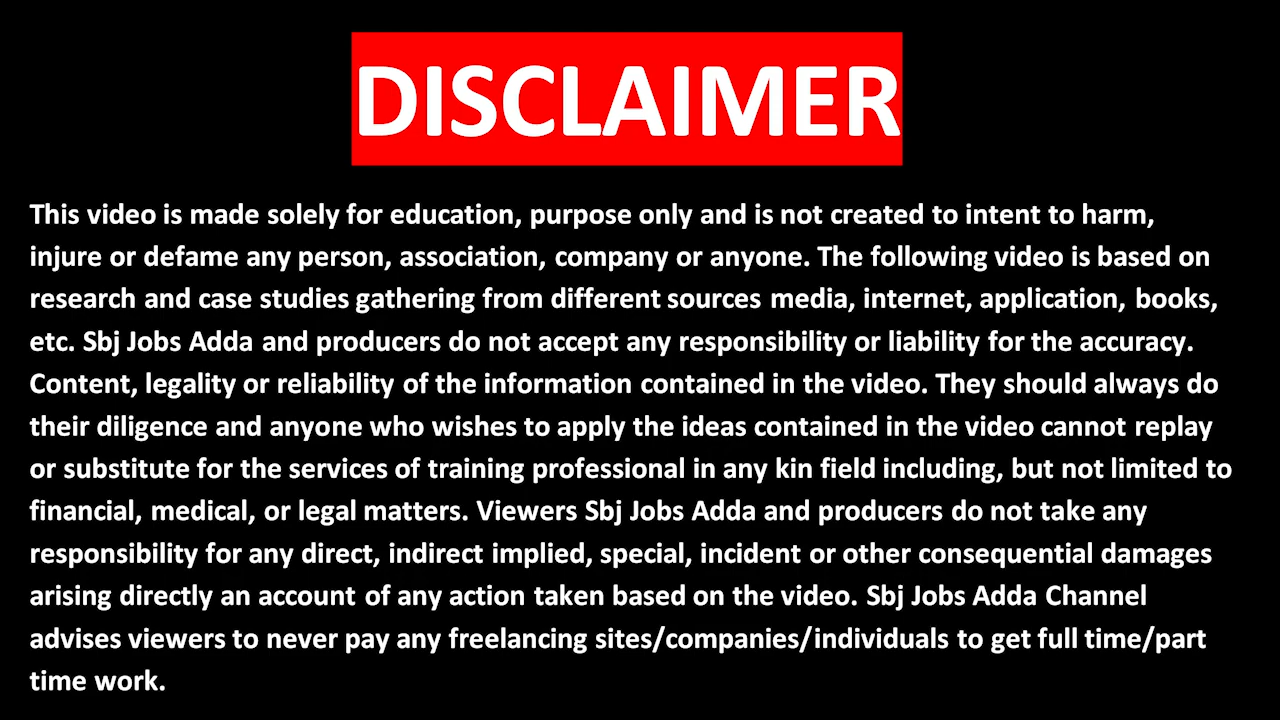 DISCLAIMER
This video is made solely for education, purpose only and is not created to intent to harm,
injure or defame any person, association, company or anyone. The following video is based on
research and case studies gathering from different sources media, internet, application, books,
etc. Sbj Jobs Adda and producers do not accept any responsibility or liability for the accuracy.
Content, legality or reliability of the information contained in the video. They should always do
their diligence and anyone who wishes to apply the ideas contained in the video cannot replay
or substitute for the services of training professional in any kin field including, but not limited to
financial, medical, or legal matters. Viewers Sbj Jobs Adda and producers do not take any
responsibility for any direct, indirect implied, special, incident or other consequential damages
arising directly an account of any action taken based on the video. Sbj Jobs Adda Channel
advises viewers to never pay any freelancing sites/companies/individuals to get full time/part
time work.